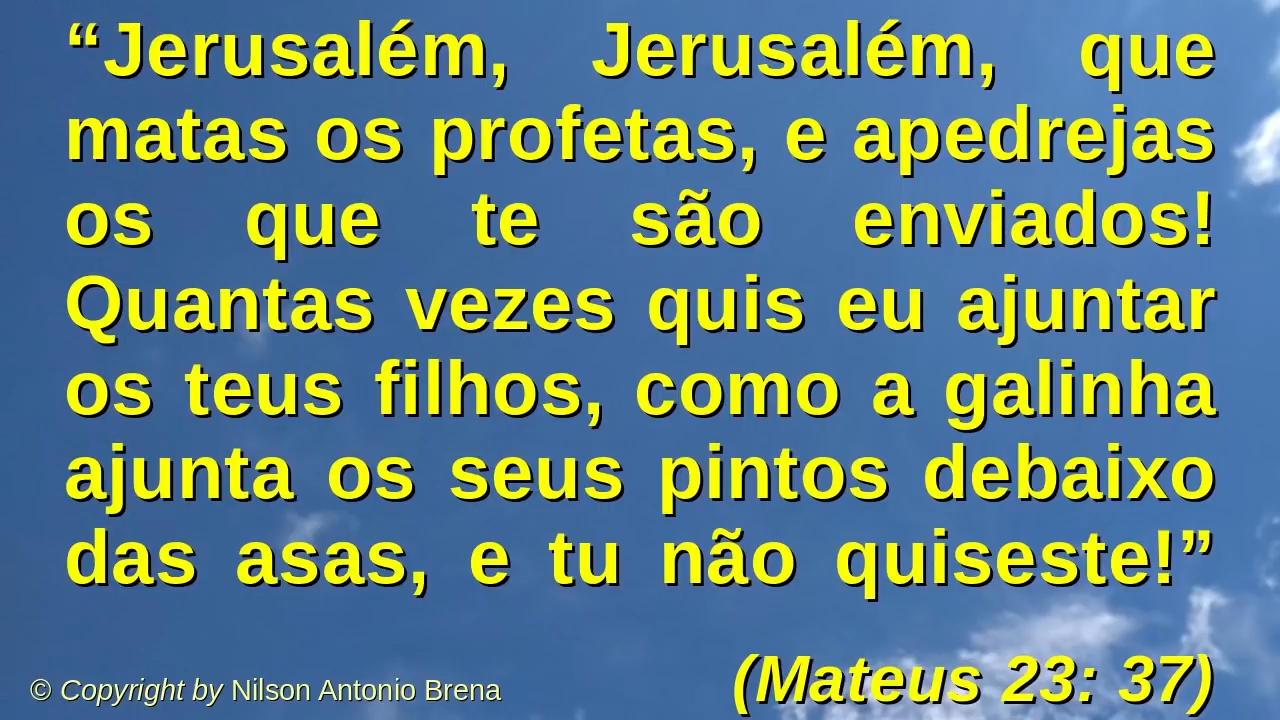 “Jerusalém, Jerusalém, que
matas os profetas, e apedrejas
os que te são enviados!
Quantas vezes quis eu ajuntar
os teus filhos, como a galinha
ajunta os seus pintos debaixo
das asas, e tu não quiseste!”
(Mateus 23: 37)
© Copyright by Nilson Antonio Brena